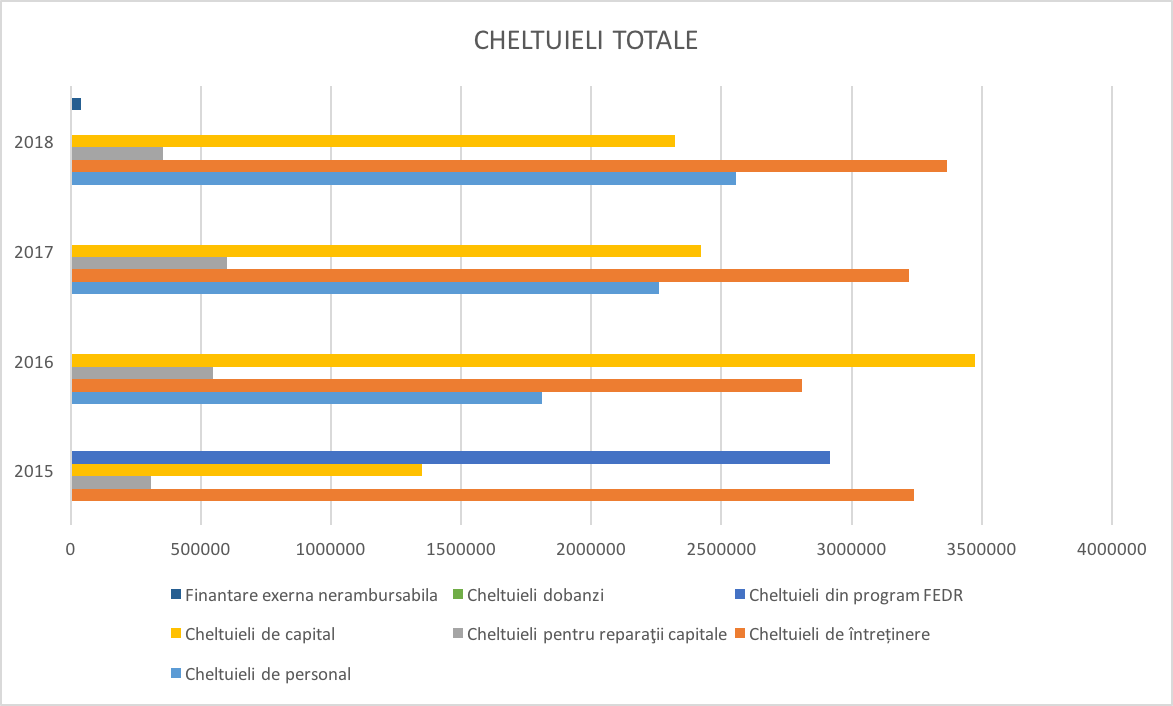 CHELTUIELI TOTALE
2018
2017
2016
2015
0 500000 1000000 1500000 2000000 2500000 3000000 3500000 4000000
Finantare exerna nerambursabila Cheltuieli dobanzi Cheltuieli din program FEDR
Cheltuieli de capital Cheltuieli pentru reparaţii capitale Cheltuieli de întreținere
Cheltuieli de personal